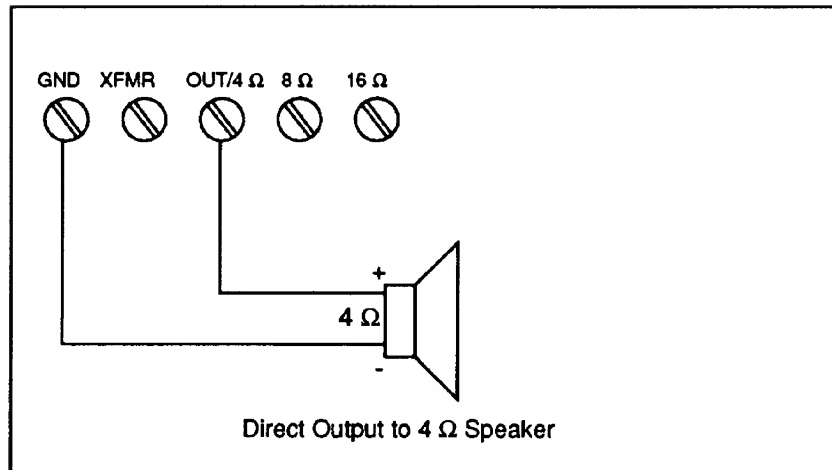 GND XFMR OUT/4 Ω 8 Ω 16 Ω
+
4 Ω
-
Direct Output to 4 Ω Speaker